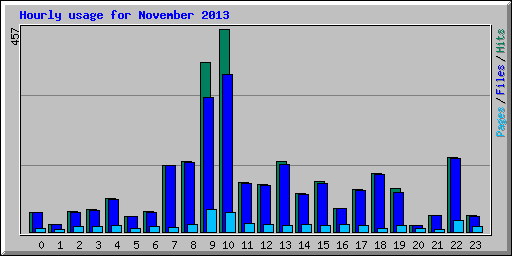 Hourly usage for November 2013
457
Pages/Files/Hits
0 1 2 3 4 5 6 7 8 9 10 11 12 13 14 15 16 17 18 19 20 21 22 23